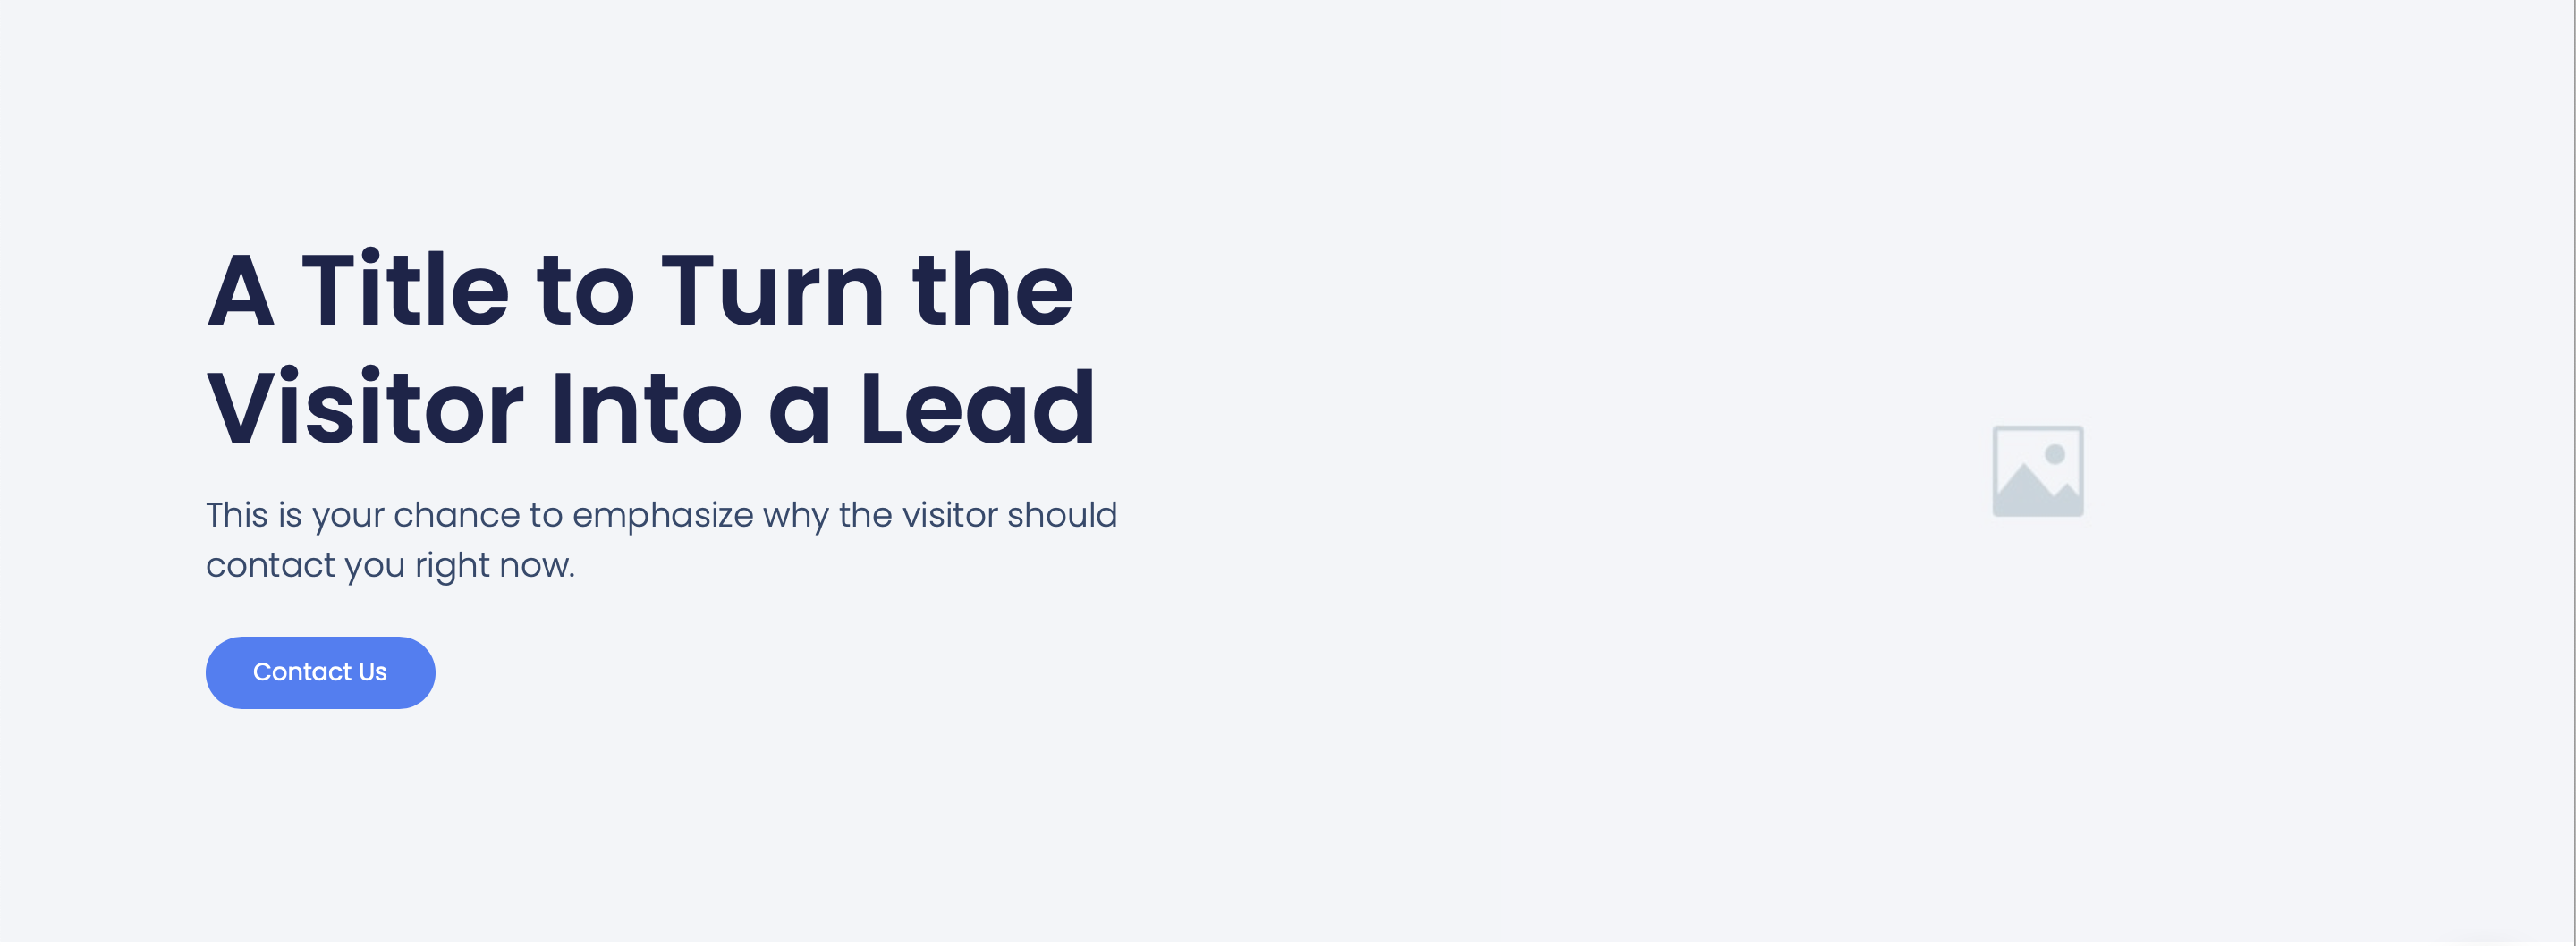 A Title to Turn the
Visitor Into a Lead
This is your chance to emphasize why the visitor should
contact you right now.
Contact Us